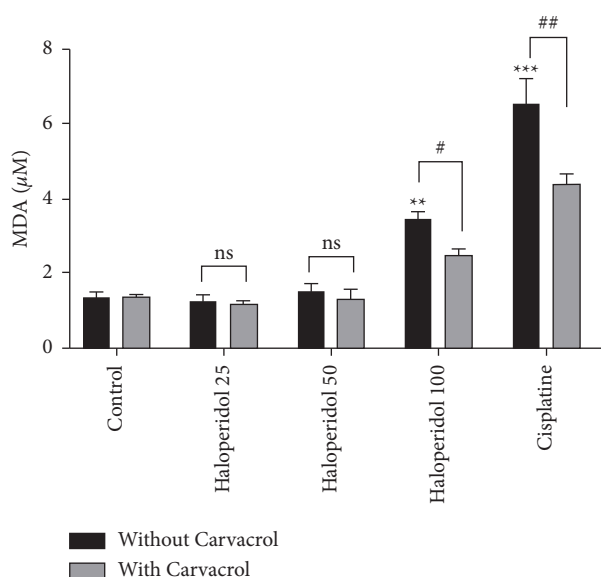 MDA (µM)
8
6
4
2
0
ns
ns
**
#
***
##
Control
Haloperidol 25
Haloperidol 50
Haloperidol 100
Cisplatine
Without Carvacrol
With Carvacrol